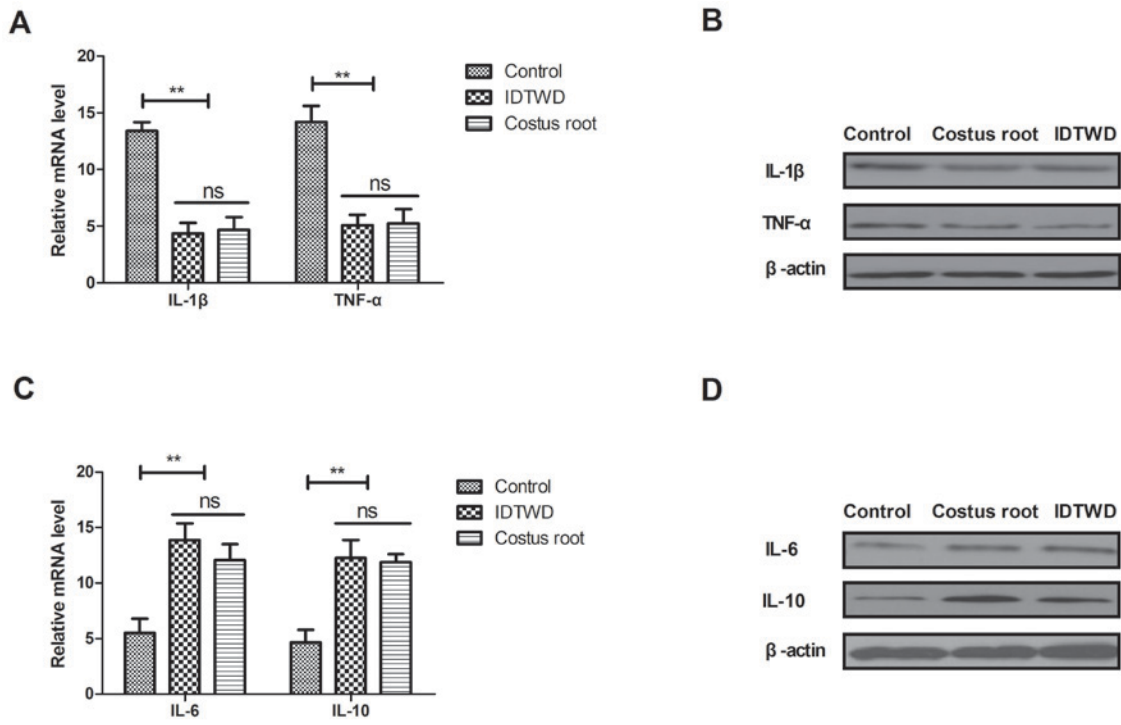 A
Relative mRNA level
20
15
10
5
0
**
ns
**
ns
IL-1β
TNF-α
Control
IDTWD
Costus root
B
Control Costus root IDTWD
IL-1β
TNF-α
β -actin
C
Relative mRNA level
20
15
10
5
0
**
ns
**
ns
IL-6
IL-10
Control
IDTWD
Costus root
D
Control Costus root IDTWD
IL-6
IL-10
β -actin